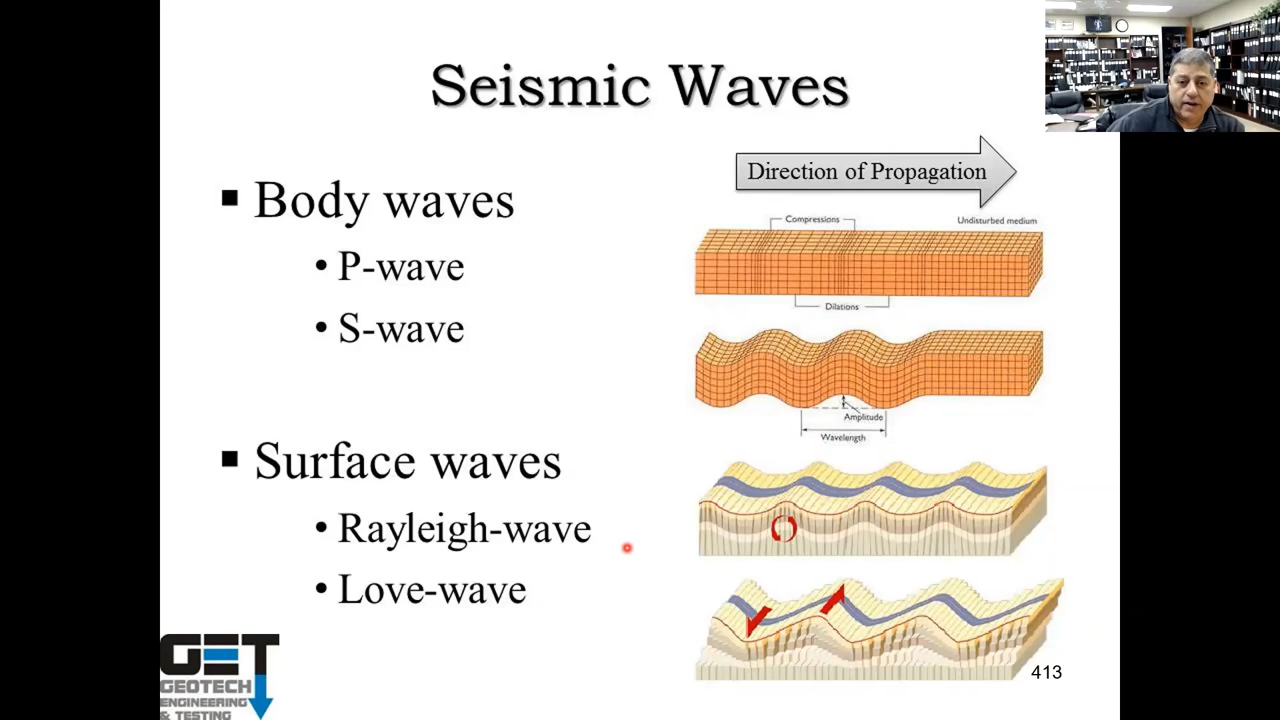 Seismic Waves
▪ Body waves
• P-wave
• S-wave
▪ Surface waves
• Rayleigh-wave
• Love-wave
Direction of Propagation
Compressions
Undisturbed medium
Dilations
Amplitude
Wavelength
GET
GEOTECH
ENGINEERING
& TESTING
413